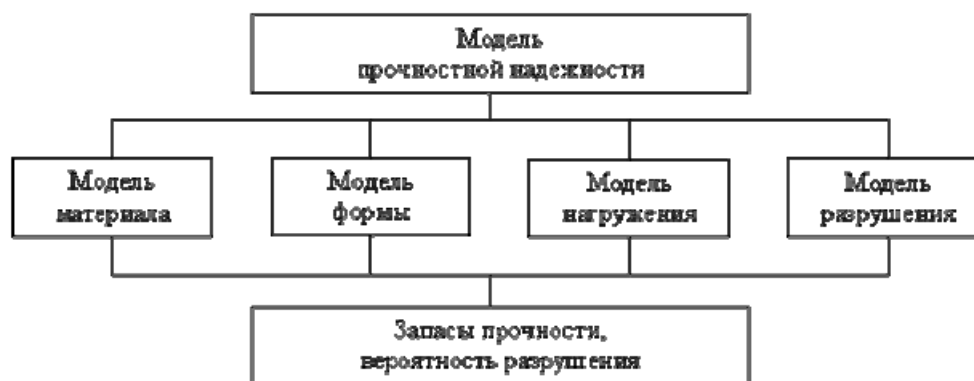 Модель
прочностной надежности
Модель
материала
Модель
формы
Модель
нагружения
Модель
разрушения
Запасы прочности,
вероятность разрушения